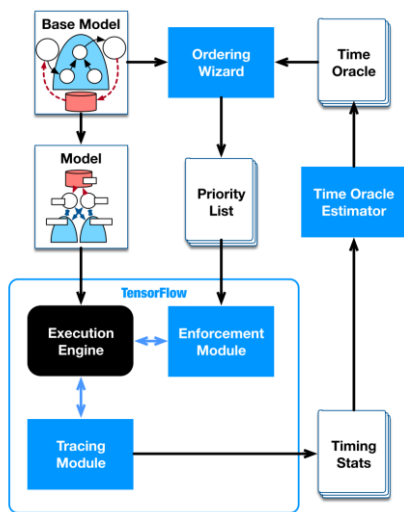 Base Model
Ordering
Wizard
Time
Oracle
Model
Priority
List
Time Oracle
Estimator
TensorFlow
Execution
Engine
Enforcement
Module
Tracing
Module
Timing
Stats